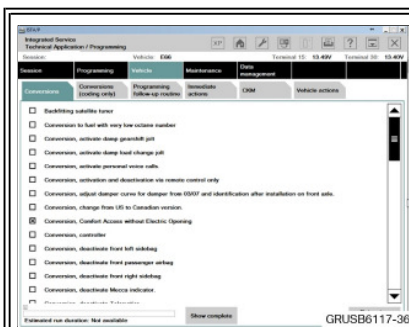 ISTA/P
Integrated Service
Technical Application / Programming
Session:
Vehicle: E66
Terminal 15: 13.49V
Terminal 30: 13.49V
Session
Programming
Vehicle
Maintenance
Data management
Conversions
Conversions (coding only)
Programming follow-up routine
Immediate actions
CKM
Vehicle actions
Backfitting satellite tuner
Conversion to fuel with very low octane number
Conversion, activate damp gearshift jolt
Conversion, activate damp load change jolt
Conversion, activate personal voice calls
Conversion, activation and deactivation via remote control only
Conversion, adjust damper curve for damper from 03/07 and identification after installation on front axle.
Conversion, change from US to Canadian version.
Conversion, Comfort Access without Electric Opening
Conversion, controller
Conversion, deactivate front left sidebag
Conversion, deactivate front passenger airbag
Conversion, deactivate front right sidebag
Conversion, deactivate Mecca indicator.
Estimated run duration: Not available
Show complete
GRUSB6117-36